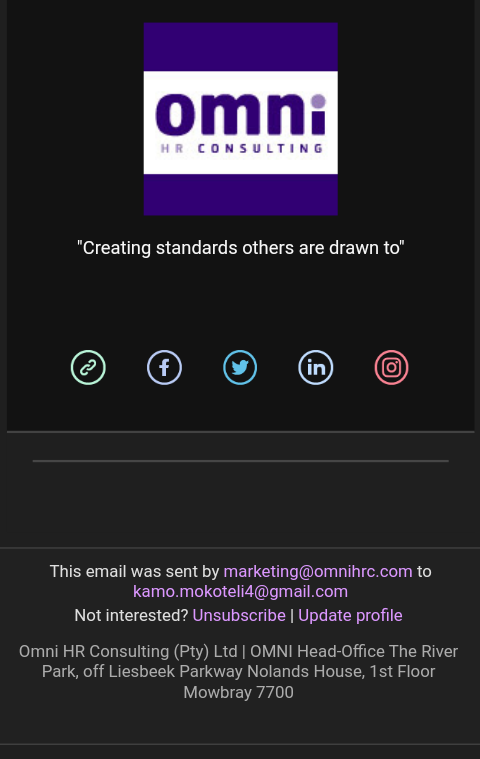 omni
HR CONSULTING
"Creating standards others are drawn to"
This email was sent by marketing@omnihrc.com to
kamo.mokoteli4@gmail.com
Not interested? Unsubscribe | Update profile
Omni HR Consulting (Pty) Ltd | OMNI Head-Office The River
Park, off Liesbeek Parkway Nolands House, 1st Floor
Mowbray 7700